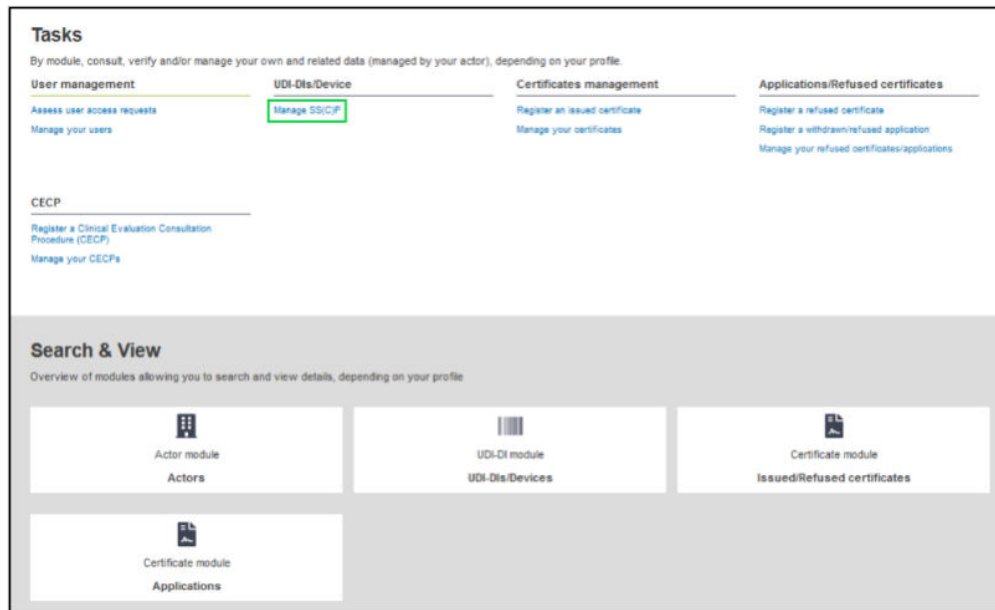 Tasks
By module, consult, verify and/or manage your own and related data (managed by your actor), depending on your profile.
User management
Assess user access requests
Manage your users
UDI-DIs/Device
Manage SS(C)P
Certificates management
Register an issued certificate
Manage your certificates
Applications/Refused certificates
Register a refused certificate
Register a withdrawn/refused application
Manage your refused certificates/applications
CECP
Register a Clinical Evaluation Consultation
Procedure (CECP)
Manage your CECPs
Search & View
Overview of modules allowing you to search and view details, depending on your profile
Actor module
Actors
UDI-DI module
UDI-DIs/Devices
Certificate module
Issued/Refused certificates
Certificate module
Applications